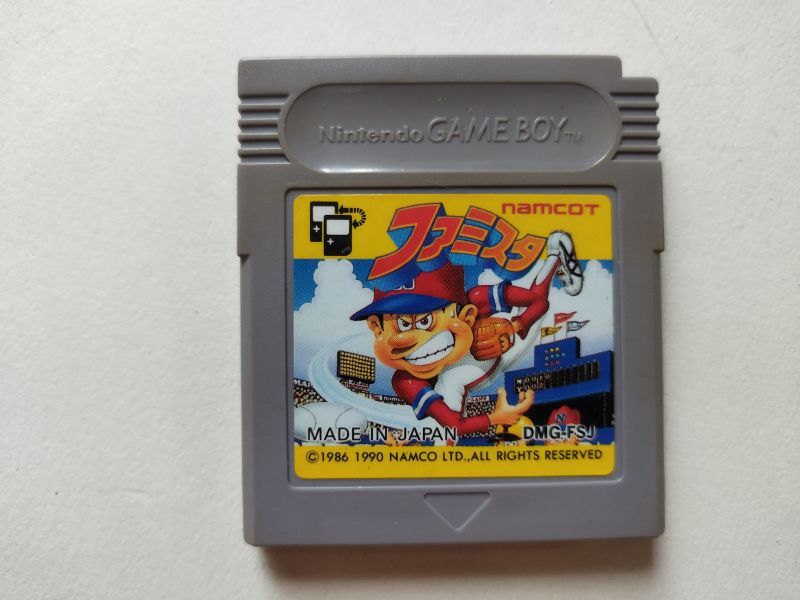 Nintendo GAME BOY TM
namcot
ファミスタ
MADE IN JAPAN DMG-FSJ
©1986 1990 NAMCO LTD.,ALL RIGHTS RESERVED